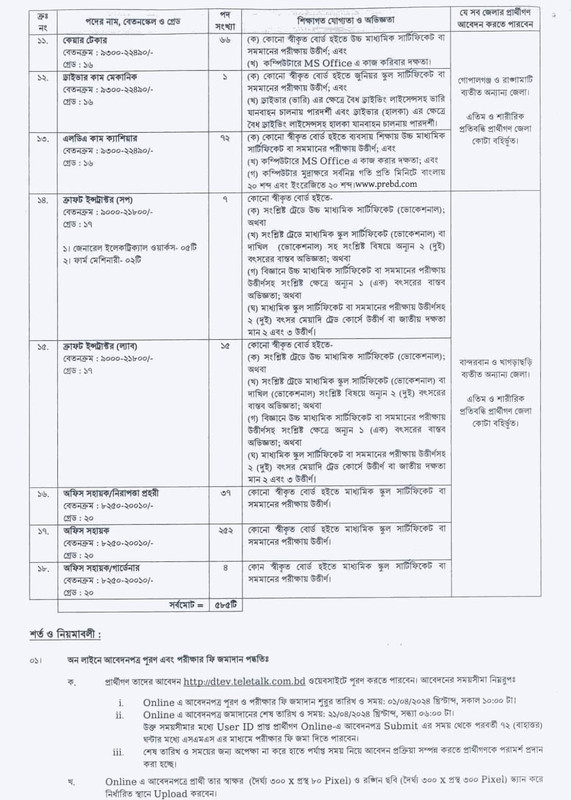 ক্রঃ নং
পদের নাম, বেতনস্কেল ও গ্রেড
পদ সংখ্যা
শিক্ষাগত যোগ্যতা ও অভিজ্ঞতা
যে সব জেলার প্রার্থীগণ আবেদন করতে পারবেন
১১.
কেয়ার টেকার
বেতনক্রম : ৯৩০০-২২৪৯০/-
গ্রেড : ১৬
৬৬
(ক) কোনো স্বীকৃত বোর্ড হইতে উচ্চ মাধ্যমিক সার্টিফিকেট বা
সমমানের পরীক্ষায় উত্তীর্ণ; এবং
(খ) কম্পিউটারে MS Office এ কাজ করিবার দক্ষতা।
গোপালগঞ্জ ও রাঙ্গামাটি
ব্যতীত অন্যান্য জেলা।
এতিম ও শারীরিক
প্রতিবন্ধি প্রার্থীগণ জেলা
কোটা বহির্ভূত।
১২.
ড্রাইভার কাম মেকানিক
বেতনক্রম : ৯৩০০-২২৪৯০/-
গ্রেড : ১৬
১
(ক) কোনো স্বীকৃত বোর্ড হইতে জুনিয়র স্কুল সার্টিফিকেট বা
সমমানের পরীক্ষায় উত্তীর্ণ; এবং
(খ) ড্রাইভার (ভারি) এর ক্ষেত্রে বৈধ ড্রাইভিং লাইসেন্সসহ ভারি
যানবাহন চালনায় পারদর্শী এবং ড্রাইভার (হালকা) এর ক্ষেত্রে
বৈধ ড্রাইভিং লাইসেন্সসহ হালকা যানবাহন চালনায় পারদর্শী।
১৩.
এলডিএ কাম ক্যাশিয়ার
বেতনক্রম : ৯৩০০-২২৪৯০/-
গ্রেড : ১৬
৭২
(ক) কোনো স্বীকৃত বোর্ড হইতে ব্যবসায় শিক্ষায় উচ্চ মাধ্যমিক
সার্টিফিকেট বা সমমানের পরীক্ষায় উত্তীর্ণ; এবং
(খ) কম্পিউটারে MS Office এ কাজ করার দক্ষতা; এবং
(গ) কম্পিউটার মুদ্রাক্ষরে সর্বনিম্ন গতি প্রতি মিনিটে বাংলায়
২০ শব্দ এবং ইংরেজিতে ২০ শব্দ।www.prebd.com
১৪.
ক্রাফট ইন্সট্রাক্টর (সপ)
বেতনক্রম : ৯০০০-২১৮০০/-
গ্রেড : ১৭
১। জেনারেল ইলেকট্রিক্যাল ওয়ার্কস- ০৫টি
২। ফার্ম মেশিনারী- ০২টি
৭
কোনো স্বীকৃত বোর্ড হইতে-
(ক) সংশ্লিষ্ট ট্রেডে উচ্চ মাধ্যমিক সার্টিফিকেট (ভোকেশনাল);
অথবা
(খ) সংশ্লিষ্ট ট্রেডে মাধ্যমিক স্কুল সার্টিফিকেট (ভোকেশনাল) বা
দাখিল (ভোকেশনাল) সহ সংশ্লিষ্ট বিষয়ে অন্যূন ২ (দুই)
বৎসরের বাস্তব অভিজ্ঞতা; অথবা
(গ) বিজ্ঞানে উচ্চ মাধ্যমিক সার্টিফিকেট বা সমমানের পরীক্ষায়
উত্তীর্ণসহ সংশ্লিষ্ট ক্ষেত্রে অন্যূন ১ (এক) বৎসরের বাস্তব
অভিজ্ঞতা; অথবা
(ঘ) মাধ্যমিক স্কুল সার্টিফিকেট বা সমমানের পরীক্ষায় উত্তীর্ণসহ
২ (দুই) বৎসর মেয়াদি ট্রেড কোর্সে উত্তীর্ণ বা জাতীয় দক্ষতা
মান ২ এবং ৩ উত্তীর্ণ।
বান্দরবান ও খাগড়াছড়ি
ব্যতীত অন্যান্য জেলা।
এতিম ও শারীরিক
প্রতিবন্ধি প্রার্থীগণ জেলা
কোটা বহির্ভূত।
১৫.
ক্রাফট ইন্সট্রাক্টর (ল্যাব)
বেতনক্রম : ৯০০০-২১৮০০/-
গ্রেড : ১৭
১৫
কোনো স্বীকৃত বোর্ড হইতে-
(ক) সংশ্লিষ্ট ট্রেডে উচ্চ মাধ্যমিক সার্টিফিকেট (ভোকেশনাল);
অথবা
(খ) সংশ্লিষ্ট ট্রেডে মাধ্যমিক স্কুল সার্টিফিকেট (ভোকেশনাল) বা
দাখিল (ভোকেশনাল) সংশ্লিষ্ট বিষয়ে অন্যূন ২ (দুই) বৎসরের
বাস্তব অভিজ্ঞতা; অথবা
(গ) বিজ্ঞানে উচ্চ মাধ্যমিক সার্টিফিকেট বা সমমানের পরীক্ষায়
উত্তীর্ণসহ সংশ্লিষ্ট ক্ষেত্রে অন্যূন ১ (এক) বৎসরের বাস্তব
অভিজ্ঞতা; অথবা
(ঘ) মাধ্যমিক স্কুল সার্টিফিকেট বা সমমানের পরীক্ষায় উত্তীর্ণসহ
২ (দুই) বৎসর মেয়াদি ট্রেড কোর্সে উত্তীর্ণ বা জাতীয় দক্ষতা
মান ২ এবং ৩ উত্তীর্ণ।
১৬.
অফিস সহায়ক/নিরাপত্তা প্রহরী
বেতনক্রম : ৮২৫০-২০০১০/-
গ্রেড : ২০
৩৭
কোনো স্বীকৃত বোর্ড হইতে মাধ্যমিক স্কুল সার্টিফিকেট বা
সমমানের পরীক্ষায় উত্তীর্ণ।
১৭.
অফিস সহায়ক
বেতনক্রম : ৮২৫০-২০০১০/-
গ্রেড : ২০
২৫২
কোনো স্বীকৃত বোর্ড হইতে মাধ্যমিক স্কুল সার্টিফিকেট বা
সমমানের পরীক্ষায় উত্তীর্ণ।
১৮.
অফিস সহায়ক/গার্ডেনার
বেতনক্রম : ৮২৫০-২০০১০/-
গ্রেড : ২০
৪
কোন স্বীকৃত বোর্ড হইতে মাধ্যমিক স্কুল সার্টিফিকেট বা
সমমানের পরীক্ষায় উত্তীর্ণ।
সর্বমোট =
৫৮৫টি
শর্ত ও নিয়মাবলী :
০১।
অন লাইনে আবেদনপত্র পূরণ এবং পরীক্ষার ফি জমাদান পদ্ধতিঃ
ক. প্রার্থীগণ তাদের আবেদন http://dtev.teletalk.com.bd ওয়েবসাইটে পূরণ করতে পারবেন। আবেদনের সময়সীমা নিম্নরুপঃ
i. Online এ আবেদনপত্র পূরণ ও পরীক্ষার ফি জমাদান শুরুর তারিখ ও সময়: ০১/০৪/২০২৪ খ্রিস্টাব্দ, সকাল ১০:০০ টা।
ii. Online এ আবেদনপত্র জমাদানের শেষ তারিখ ও সময়: ২১/০৪/২০২৪ খ্রিস্টাব্দ, সন্ধ্যা ০৬:০০ টা।
উক্ত সময়সীমার মধ্যে User ID প্রাপ্ত প্রার্থীগণ Online-এ আবেদনপত্র Submit এর সময় থেকে পরবর্তী ৭২ (বাহাত্তর)
ঘণ্টার মধ্যে এসএমএস এর মাধ্যমে পরীক্ষার ফি জমা দিতে পারবেন।
iii. শেষ তারিখ ও সময়ের জন্য অপেক্ষা না করে হাতে পর্যাপ্ত সময় নিয়ে আবেদন প্রক্রিয়া সম্পন্ন করতে প্রার্থীগণকে পরামর্শ প্রদান
করা হচ্ছে।
খ. Online এ আবেদনপত্রে প্রার্থী তার স্বাক্ষর (দৈর্ঘ্য ৩০০ x প্রস্থ ৮০ Pixel) ও রঙ্গিন ছবি (দৈর্ঘ্য ৩০০ x প্রস্থ ৩০০ Pixel) স্ক্যান করে
নির্ধারিত স্থানে Upload করবেন।